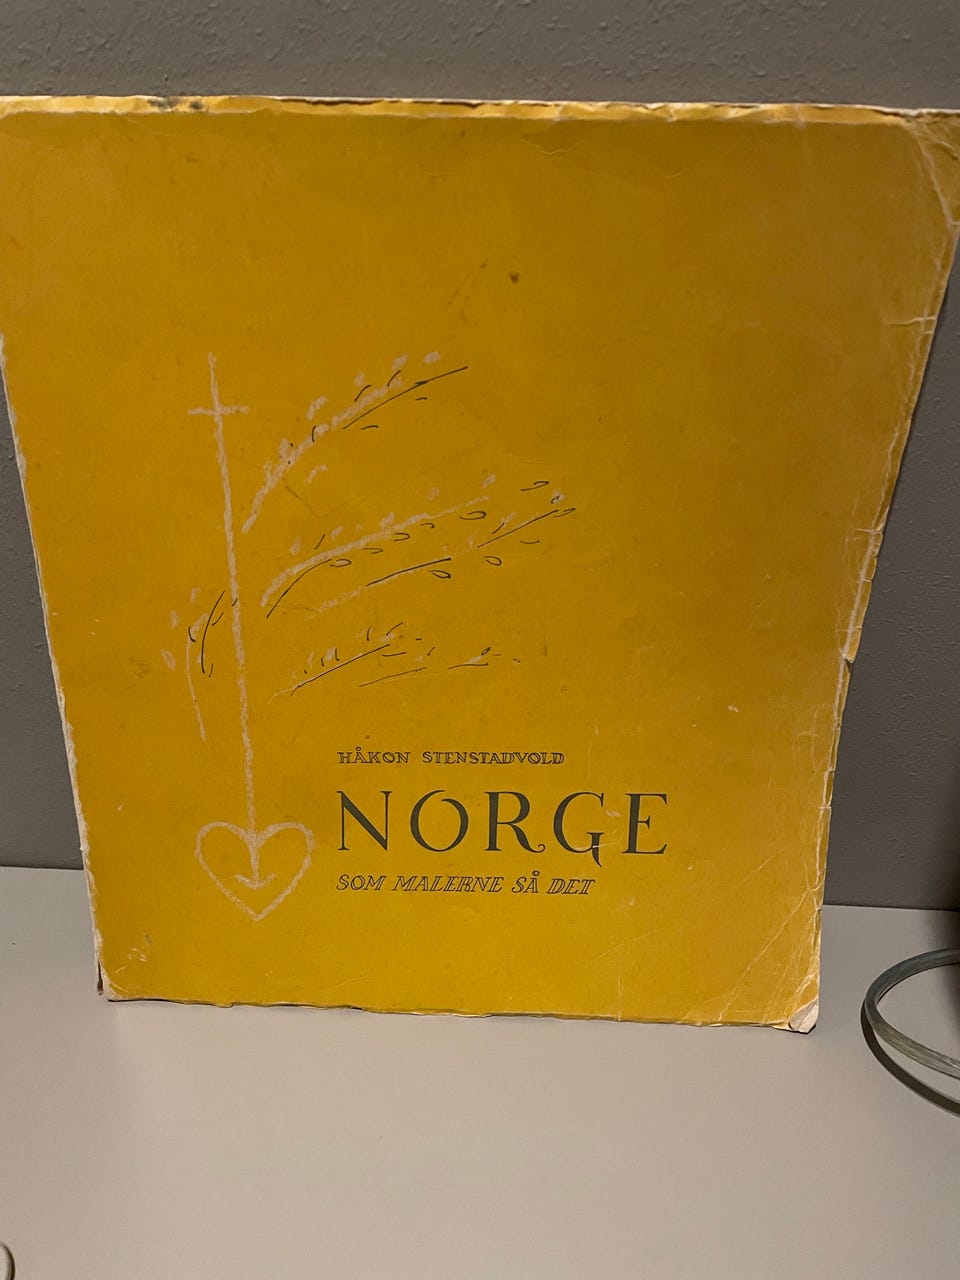 HÅKON STENSTADVOLD
NORGE
SOM MALERNE SÅ DET